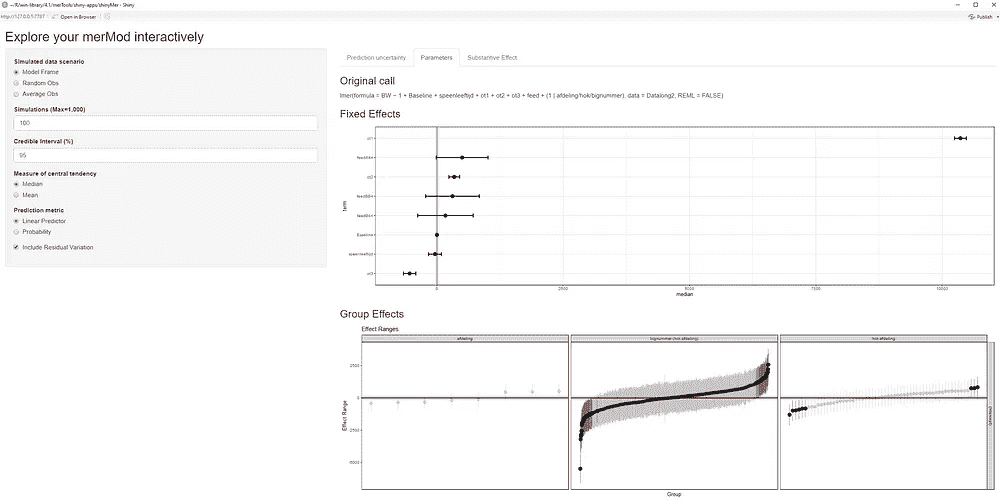 ~/R/win-library/4.1/merTools/shiny-apps/shinyMer - Shiny
http://127.0.0.1:7707
Open in Browser
Publish
Explore your merMod interactively
Simulated data scenario
Model Frame
Random Obs
Average Obs
Simulations (Max=1,000)
100
Credible Interval (%)
95
Measure of central tendency
Median
Mean
Prediction metric
Linear Predictor
Probability
Include Residual Variation
Prediction uncertainty
Parameters
Substantive Effect
Original call
lmer(formula = BW ~ 1 + Baseline + speenleeftijd + ot1 + ot2 + ot3 + feed + (1 | afdeling/hok/bignummer), data = Datalong2, REML = FALSE)
Fixed Effects
term
ot1
ot2
Baseline
speenleeftijd
ot3
0
2500
5000
7500
10000
median
Group Effects
Effect Ranges
afdeling
bignummer:(hok:afdeling)
hok:afdeling
Effect Range
2500
0
-2500
-5000
(Intercept)
Group